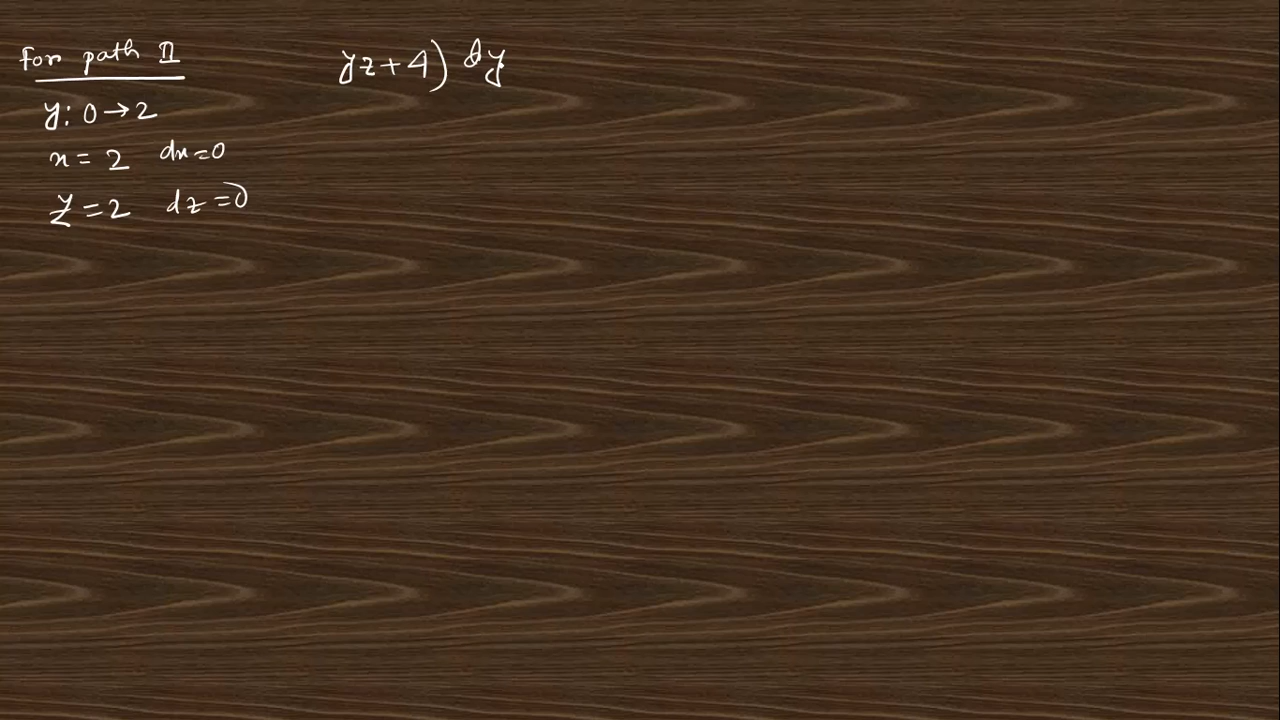 For path II
y: 0→2
x = 2 dx=0
z = 2 dz=0
yz+4) dy